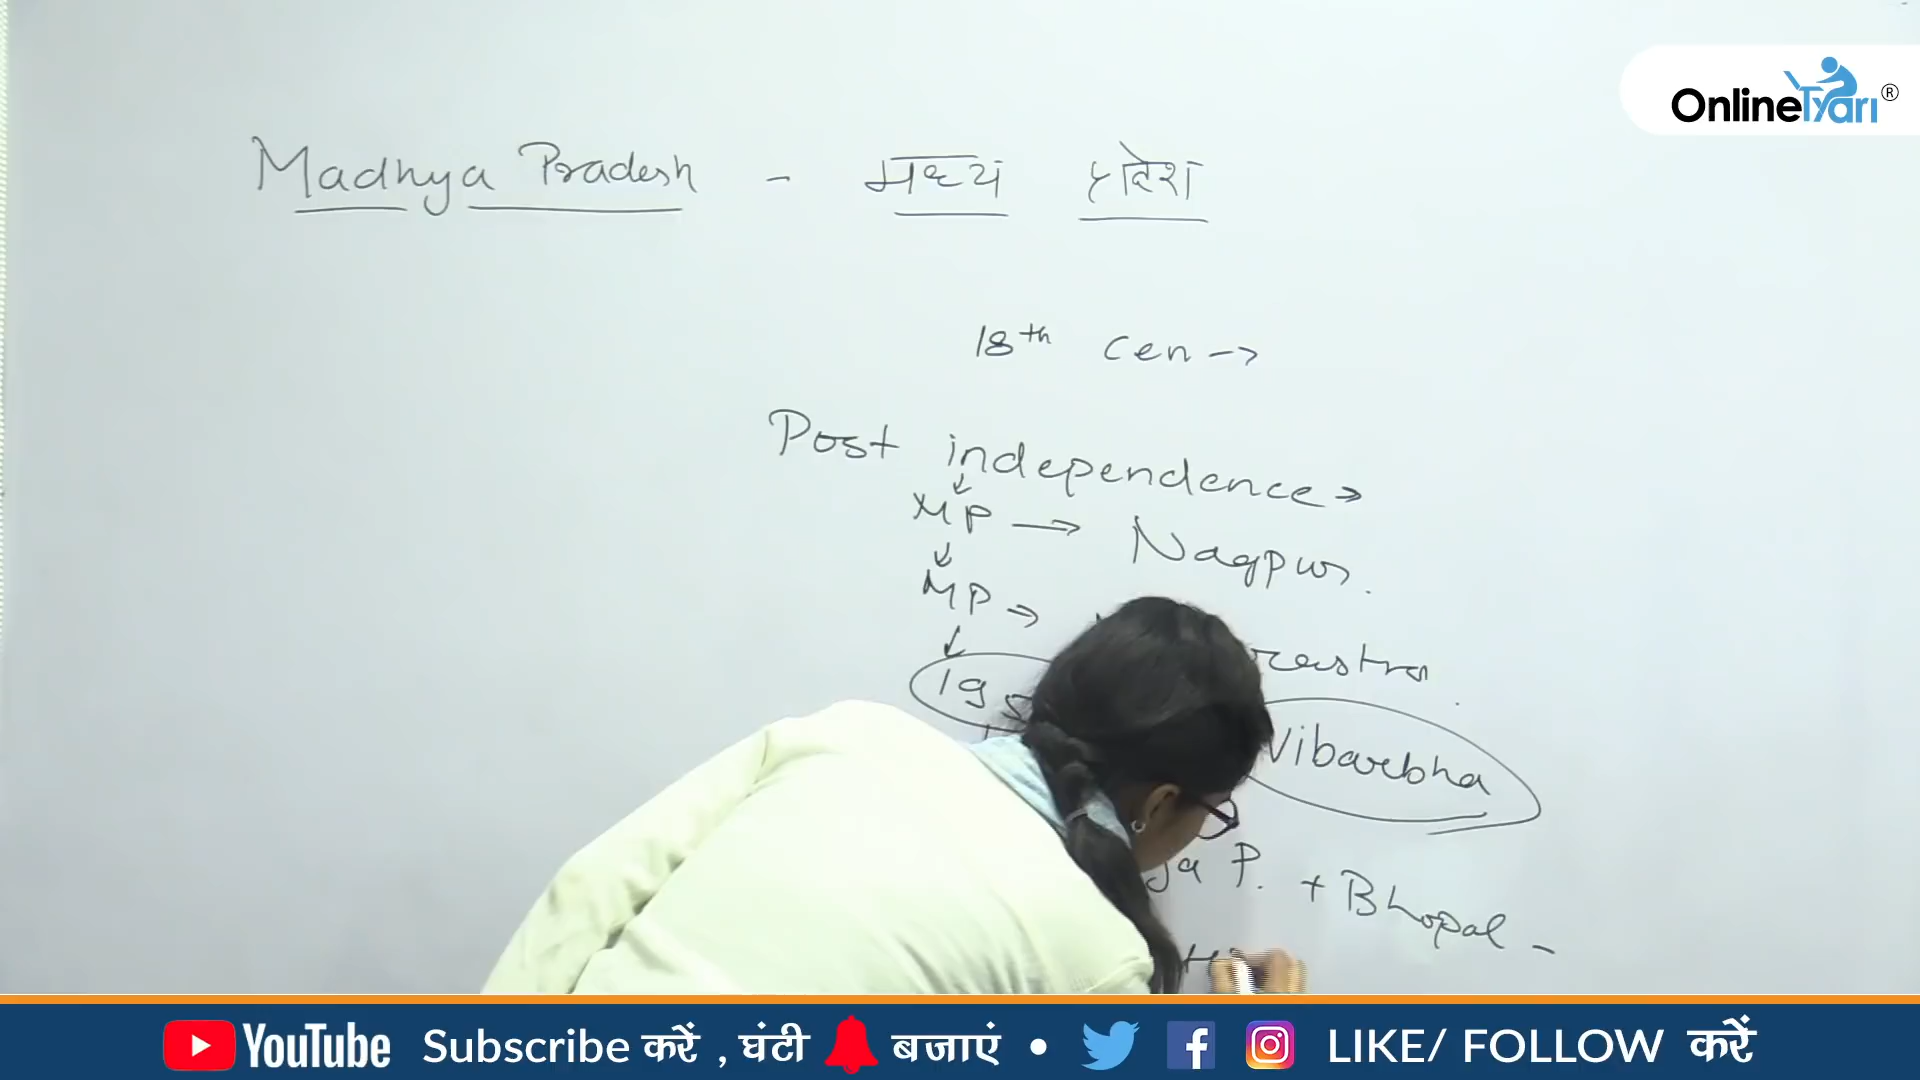 OnlineTyari®
Madhya Pradesh - मध्य प्रदेश
18th Cen →
Post independence →
MP → Nagpur.
MP →
Vibarbha
P. + Bhopal -
YouTube Subscribe करें , घंटी बजाएं • LIKE/ FOLLOW करें